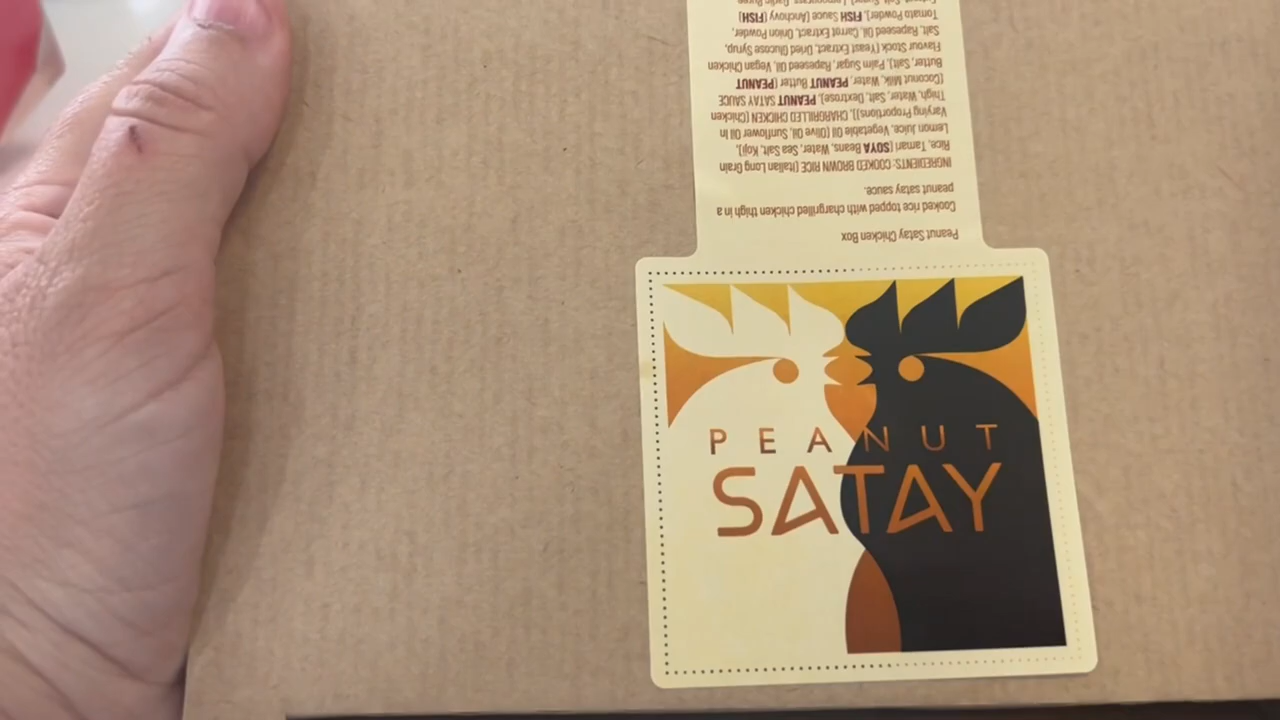 Peanut Satay Chicken Box
Cooked rice topped with chargrilled chicken thigh in a
peanut satay sauce.
INGREDIENTS: COOKED BROWN RICE (Italian Long Grain
Rice, Tamari (SOYA Beans, Water, Sea Salt, Koji),
Lemon Juice, Vegetable Oil (Olive Oil, Sunflower Oil In
Varying Proportions)), CHARGRILLED CHICKEN (Chicken
Thigh, Water, Salt, Dextrose), PEANUT SATAY SAUCE
(Coconut Milk, Water, PEANUT Butter (PEANUT
Butter, Salt), Palm Sugar, Rapeseed Oil, Vegan Chicken
Flavour Stock (Yeast Extract, Dried Glucose Syrup,
Salt, Rapeseed Oil, Carrot Extract, Onion Powder,
Tomato Powder), FISH Sauce (Anchovy (FISH)
PEANUT
SATAY